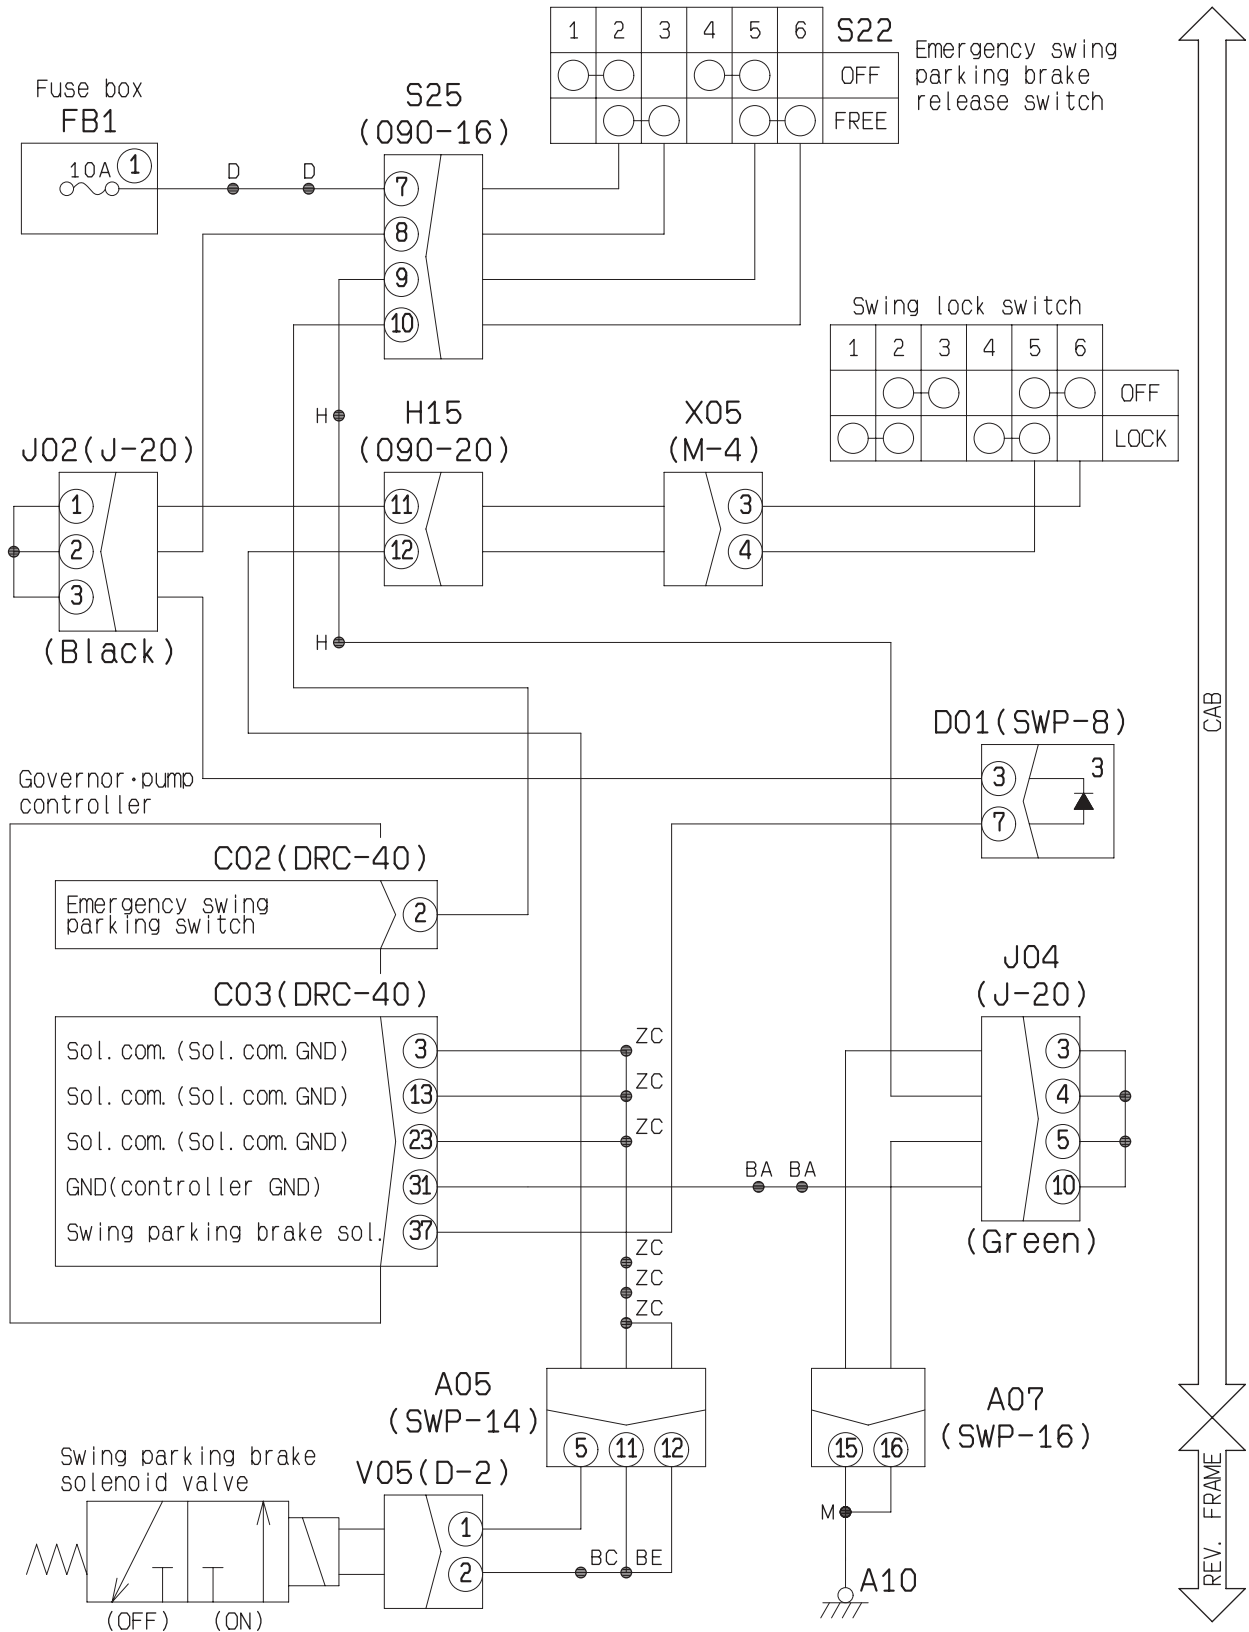 1 2 3 4 5 6 S22
OFF
FREE
Emergency swing
parking brake
release switch
Fuse box
FB1
10A 1
D D
S25
(090-16)
7
8
9
10
Swing lock switch
1 2 3 4 5 6
OFF
LOCK
H
H15
(090-20)
11
12
X05
(M-4)
3
4
J02(J-20)
1
2
3
(Black)
H
CAB
D01(SWP-8)
3 3
7
Governor・pump
controller
C02(DRC-40)
Emergency swing
parking switch
2
C03(DRC-40)
Sol.com.(Sol.com.GND) 3
Sol.com.(Sol.com.GND) 13
Sol.com.(Sol.com.GND) 23
GND(controller GND) 31
Swing parking brake sol. 37
ZC
ZC
ZC
BA BA
ZC
ZC
ZC
J04
(J-20)
3
4
5
10
(Green)
A05
(SWP-14)
5 11 12
A07
(SWP-16)
15 16
Swing parking brake
solenoid valve
V05(D-2)
1
2
BC BE
M
A10
(OFF) (ON)
REV. FRAME